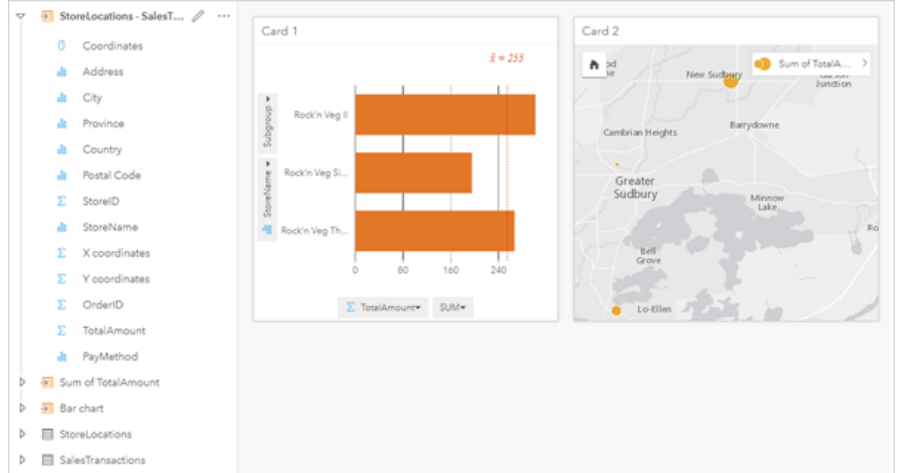 StoreLocations - SalesT...
Coordinates
Address
City
Province
Country
Postal Code
StoreID
StoreName
X coordinates
Y coordinates
OrderID
TotalAmount
PayMethod
Sum of TotalAmount
Bar chart
StoreLocations
SalesTransactions
Card 1
x̄ = 255
Subgroup
StoreName
Rock'n Veg II
Rock'n Veg Si...
Rock'n Veg Th...
0 80 160 240
Σ TotalAmount
SUM
Card 2
Sum of TotalA...
New Sudbury
Junction
Cambrian Heights
Barrydowne
Greater
Sudbury
Minnow
Lake
Ro
Bell
Grove
Lo-Ellen